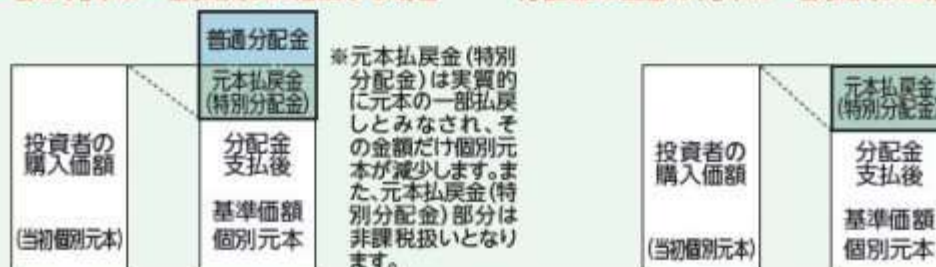 普通分配金
元本払戻金
(特別分配金)
投資者の
購入価額
(当初個別元本)
分配金
支払後
基準価額
個別元本
※元本払戻金(特別
分配金)は実質的
に元本の一部払戻
しとみなされ、そ
の金額だけ個別元
本が減少します。ま
た、元本払戻金(特
別分配金)部分は
非課税扱いとなり
ます。
投資者の
購入価額
(当初個別元本)
元本払戻金
(特別分配金)
分配金
支払後
基準価額
個別元本